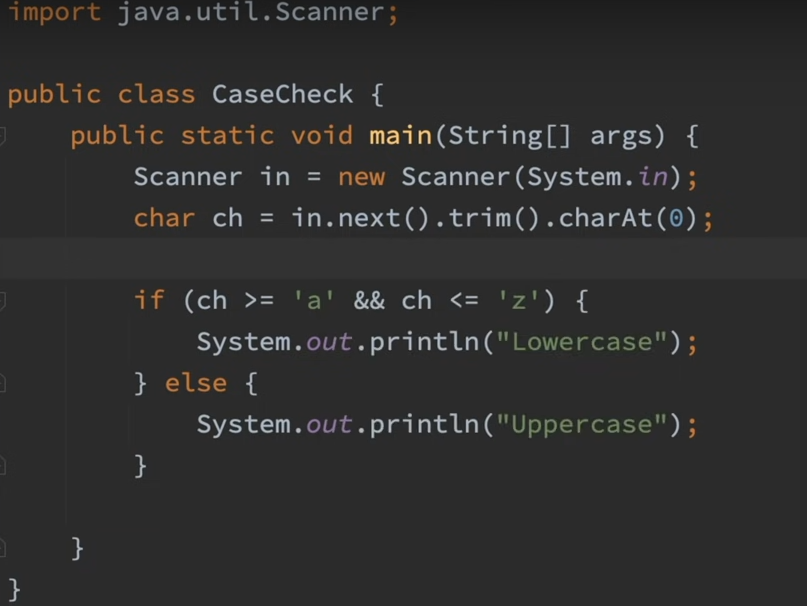 import java.util.Scanner;
public class CaseCheck {
public static void main(String[] args) {
Scanner in = new Scanner(System.in);
char ch = in.next().trim().charAt(0);
if (ch >= 'a' && ch <= 'z') {
System.out.println("Lowercase");
} else {
System.out.println("Uppercase");
}
}
}